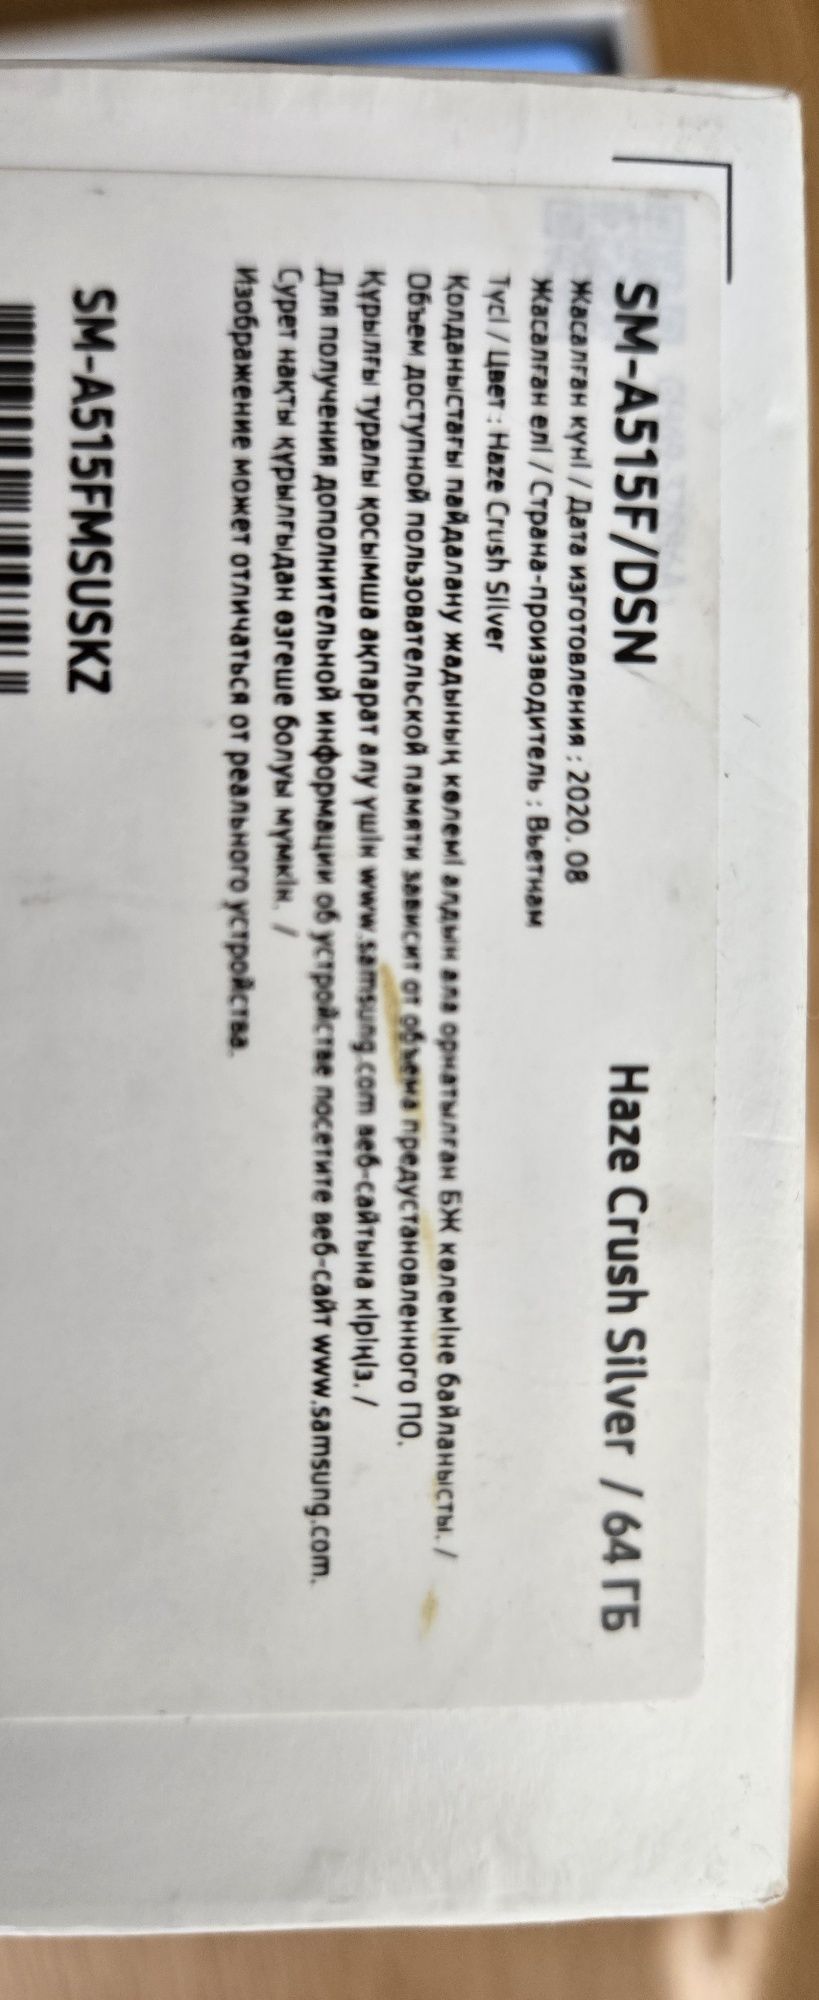 SM-A515F/DSN
Haze Crush Silver / 64 ГБ
Жасалған күні / Дата изготовления : 2020. 08
Жасалған елі / Страна-производитель : Вьетнам
Түсі / Цвет : Haze Crush Silver
Қолданыстағы пайдалану жадының көлемі алдын ала орнатылған БЖ көлеміне байланысты. /
Объем доступной пользовательской памяти зависит от объема предустановленного ПО.
Құрылғы туралы қосымша ақпарат алу үшін www.samsung.com веб-сайтына кіріңіз. /
Для получения дополнительной информации об устройстве посетите веб-сайт www.samsung.com.
Сурет нақты құрылғыдан өзгеше болуы мүмкін. /
Изображение может отличаться от реального устройства.
SM-A515FMSUSKZ